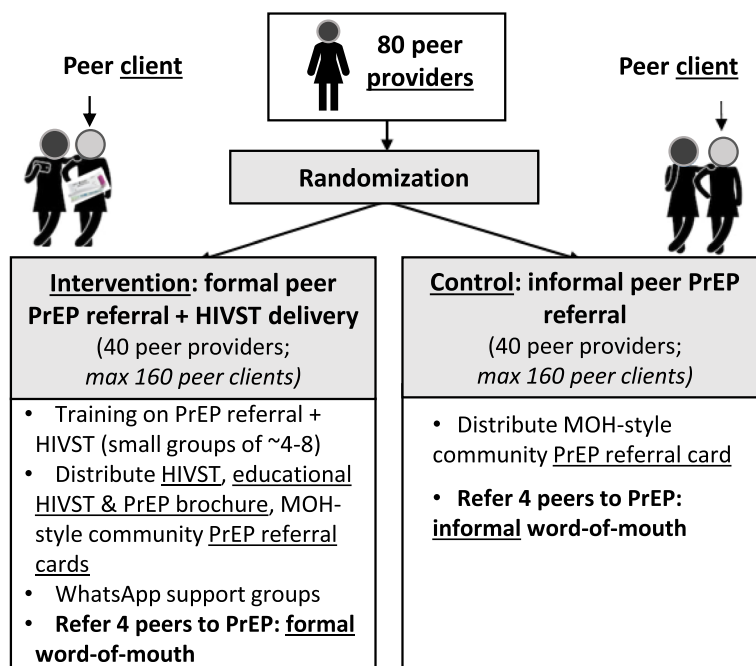 80 peer
providers
Peer client
Peer client
Randomization
Intervention: formal peer
PrEP referral + HIVST delivery
(40 peer providers;
max 160 peer clients)
• Training on PrEP referral +
HIVST (small groups of ~4-8)
• Distribute HIVST, educational
HIVST & PrEP brochure, MOH-
style community PrEP referral
cards
• WhatsApp support groups
• Refer 4 peers to PrEP: formal
word-of-mouth
Control: informal peer PrEP
referral
(40 peer providers;
max 160 peer clients)
• Distribute MOH-style
community PrEP referral card
• Refer 4 peers to PrEP:
informal word-of-mouth